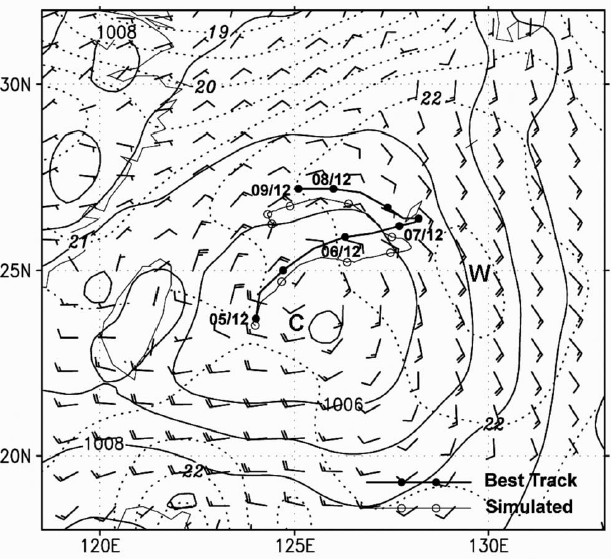 1008
19
20
22
30N
08/12
09/12
07/12
21
06/12
25N
W
05/12
C
1006
22
1008
20N
22
Best Track
Simulated
120E
125E
130E